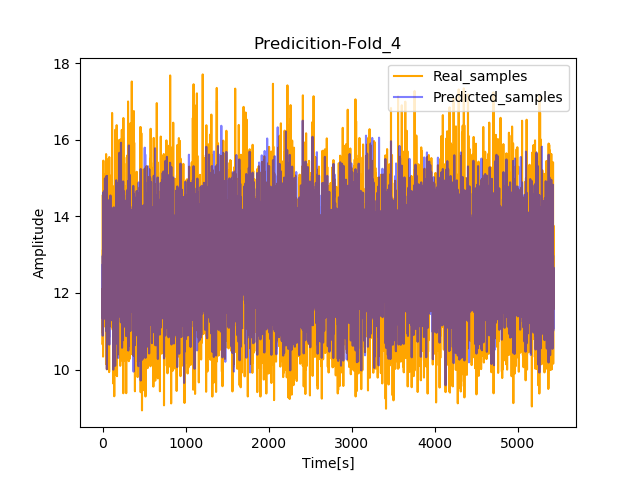 Predicition-Fold_4
Real_samples
Predicted_samples
18
16
14
12
10
Amplitude
0 1000 2000 3000 4000 5000
Time[s]